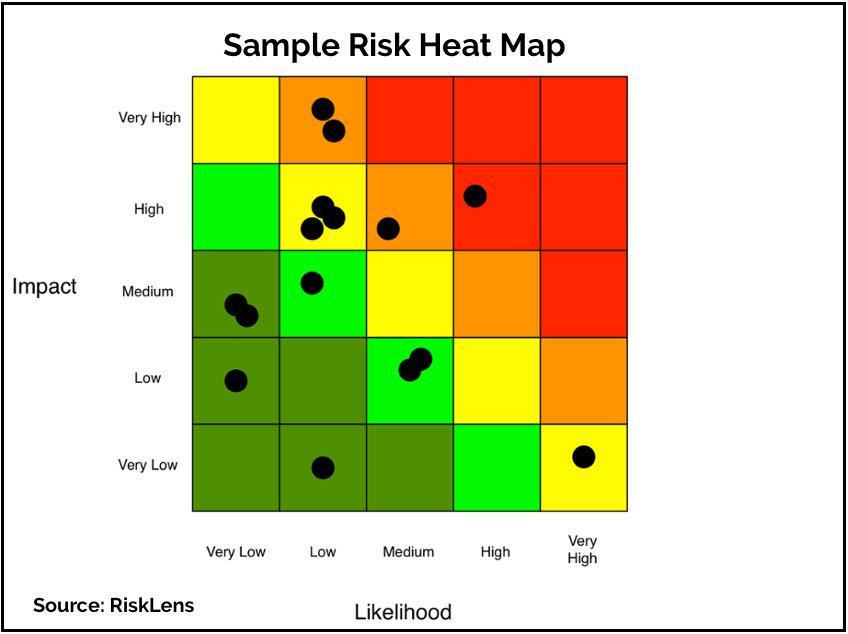 Sample Risk Heat Map
Very High
High
Impact
Medium
Low
Very Low
Very Low
Low
Medium
High
Very
High
Likelihood
Source: RiskLens